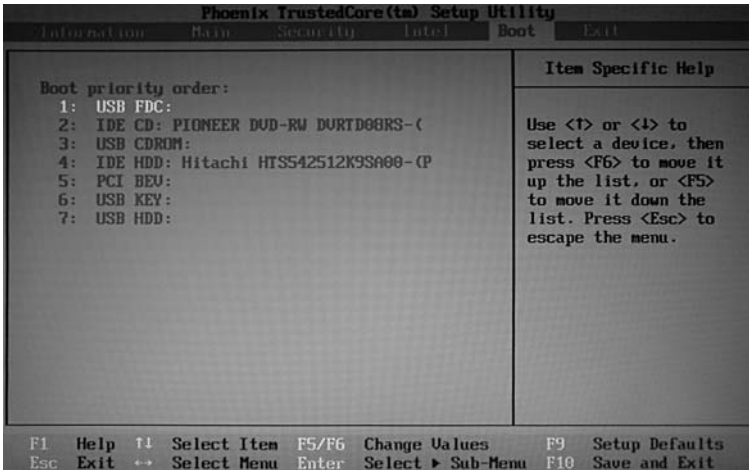 Phoenix TrustedCore(tm) Setup Utility
Information Main Security Intel Boot Exit
Item Specific Help
Boot priority order:
1: USB FDC:
2: IDE CD: PIONEER DVD-RW DVRTD08RS-(
3: USB CDROM:
4: IDE HDD: Hitachi HTS542512K9SA00-(P
5: PCI BEV:
6: USB KEY:
7: USB HDD:
Use <↑> or <↓> to
select a device, then
press <F6> to move it
up the list, or <F5>
to move it down the
list. Press <Esc> to
escape the menu.
F1 Help ↑↓ Select Item F5/F6 Change Values F9 Setup Defaults
Esc Exit ↔ Select Menu Enter Select ▶ Sub-Menu F10 Save and Exit